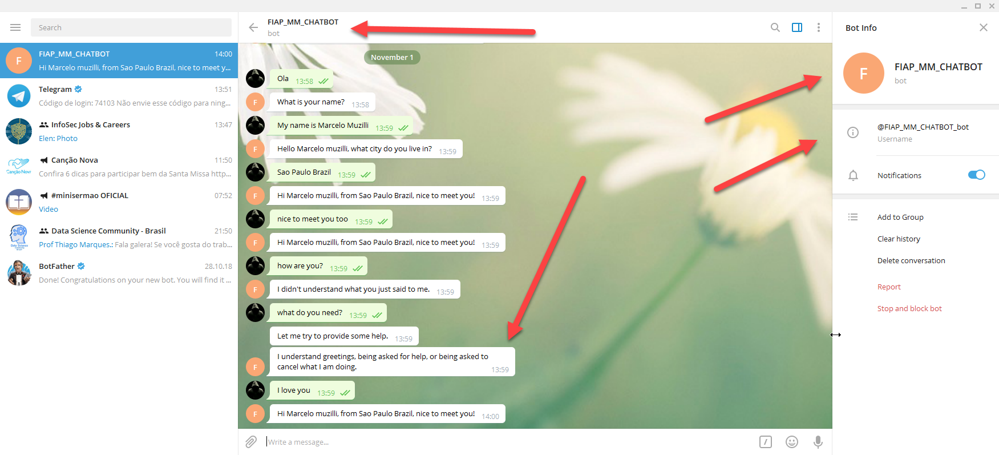 Search
F
FIAP_MM_CHATBOT 14:00
Hi Marcelo muzilli, from Sao Paulo Brazil, nice to meet y...
Telegram 13:51
Código de login: 74103 Não envie esse código para ning...
InfoSec Jobs & Careers 13:47
Elen: Photo
Canção Nova
Canção Nova 11:50
Confira 6 dicas para participar bem da Santa Missa http...
#minisermao OFICIAL 07:52
Video
Data Science Community - Brasil 21:50
Prof Thiago Marques.: Fala galera! Se você gosta do trab...
BotFather 28.10.18
Done! Congratulations on your new bot. You will find it ...
FIAP_MM_CHATBOT
bot
November 1
Ola 13:58
F
What is your name? 13:58
My name is Marcelo Muzilli 13:59
F
Hello Marcelo muzilli, what city do you live in? 13:59
Sao Paulo Brazil 13:59
F
Hi Marcelo muzilli, from Sao Paulo Brazil, nice to meet you! 13:59
nice to meet you too 13:59
F
Hi Marcelo muzilli, from Sao Paulo Brazil, nice to meet you! 13:59
how are you? 13:59
F
I didn't understand what you just said to me. 13:59
what do you need? 13:59
Let me try to provide some help. 13:59
I understand greetings, being asked for help, or being asked to
F
cancel what I am doing. 13:59
I love you 13:59
F
Hi Marcelo muzilli, from Sao Paulo Brazil, nice to meet you! 14:00
Write a message...
Bot Info
F
FIAP_MM_CHATBOT
bot
@FIAP_MM_CHATBOT_bot
Username
Notifications
Add to Group
Clear history
Delete conversation
Report
Stop and block bot